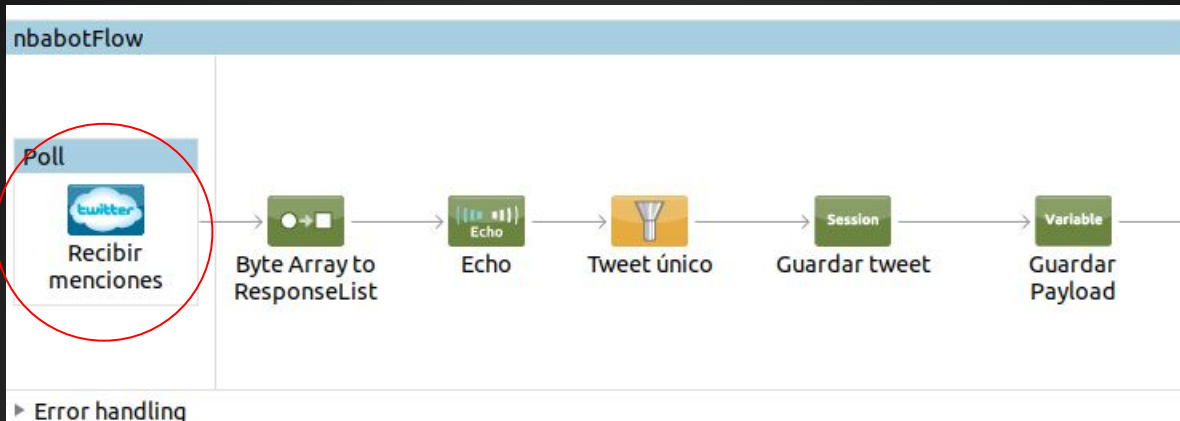 nbabotFlow
Poll
twitter
Recibir
menciones
Byte Array to
ResponseList
Echo
Echo
Tweet único
Session
Guardar tweet
Variable
Guardar
Payload
Error handling